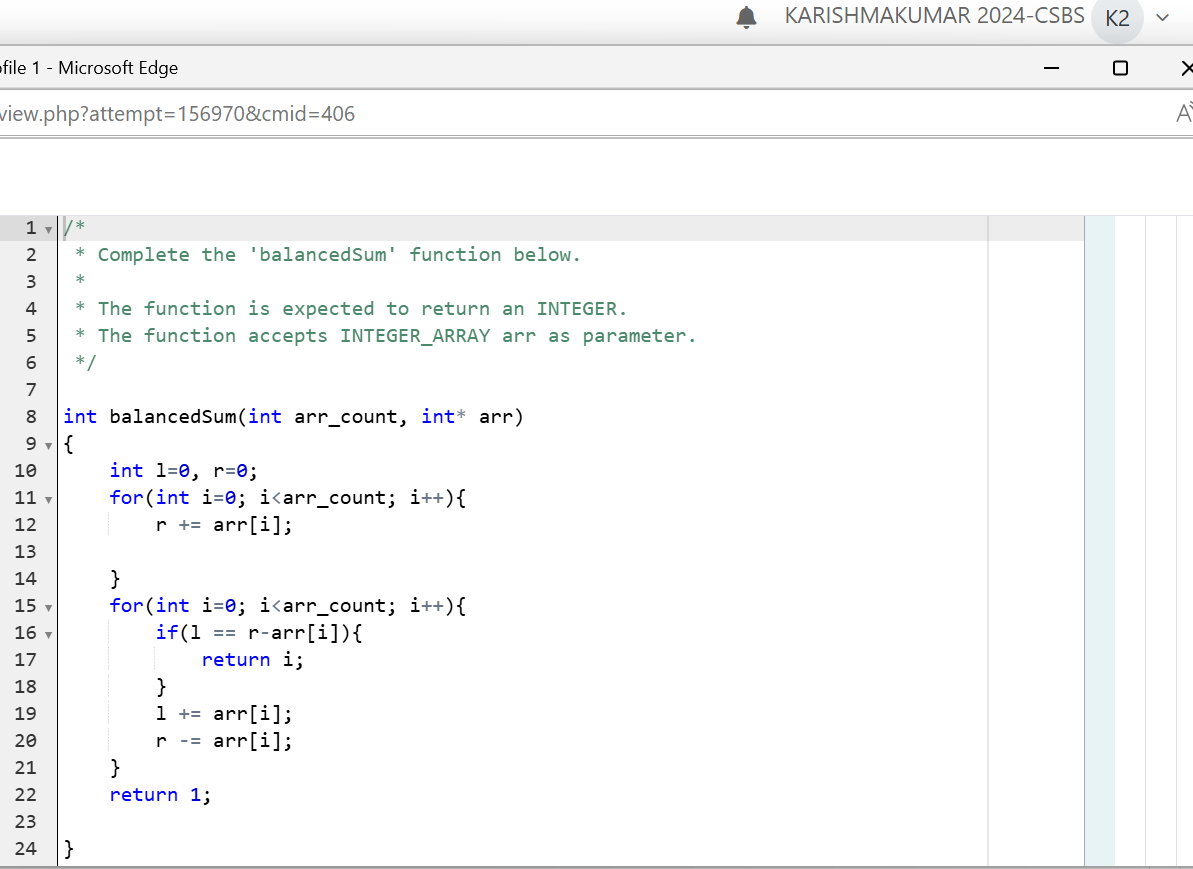 KARISHMAKUMAR 2024-CSBS K2
file 1 - Microsoft Edge
view.php?attempt=156970&cmid=406
1 /*
2  * Complete the 'balancedSum' function below.
3  *
4  * The function is expected to return an INTEGER.
5  * The function accepts INTEGER_ARRAY arr as parameter.
6  */
7
8 int balancedSum(int arr_count, int* arr)
9 {
10     int l=0, r=0;
11     for(int i=0; i<arr_count; i++){
12         r += arr[i];
13
14     }
15     for(int i=0; i<arr_count; i++){
16         if(l == r-arr[i]){
17             return i;
18         }
19         l += arr[i];
20         r -= arr[i];
21     }
22     return 1;
23
24 }